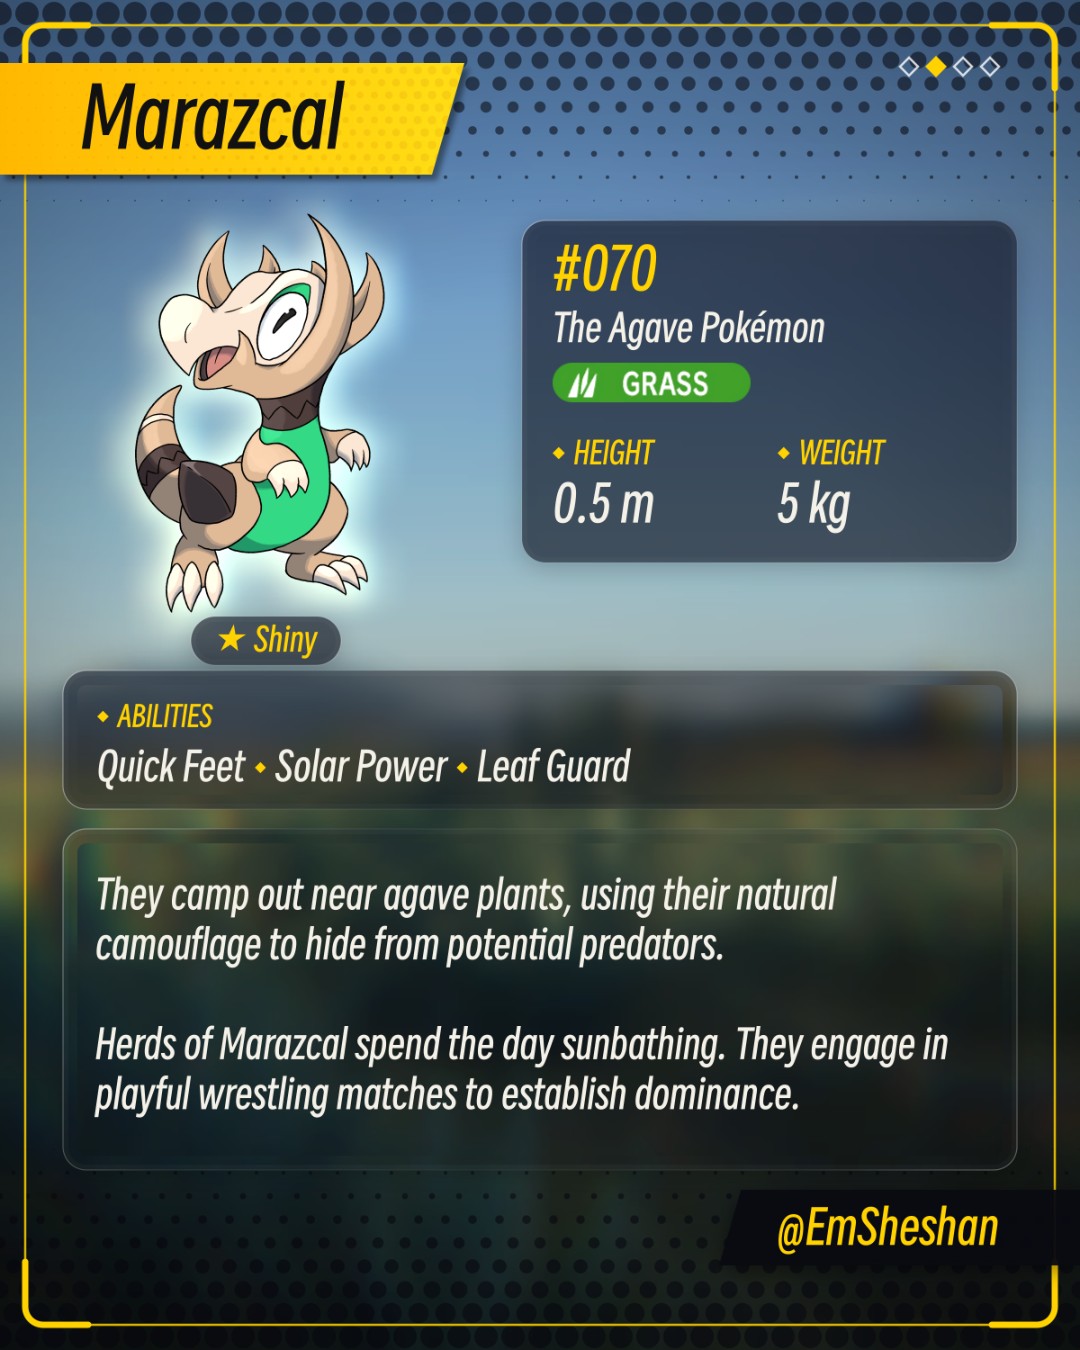 Marazcal
#070
The Agave Pokémon
GRASS
HEIGHT
WEIGHT
0.5 m
5 kg
Shiny
ABILITIES
Quick Feet • Solar Power • Leaf Guard
They camp out near agave plants, using their natural
camouflage to hide from potential predators.
Herds of Marazcal spend the day sunbathing. They engage in
playful wrestling matches to establish dominance.
@EmSheshan